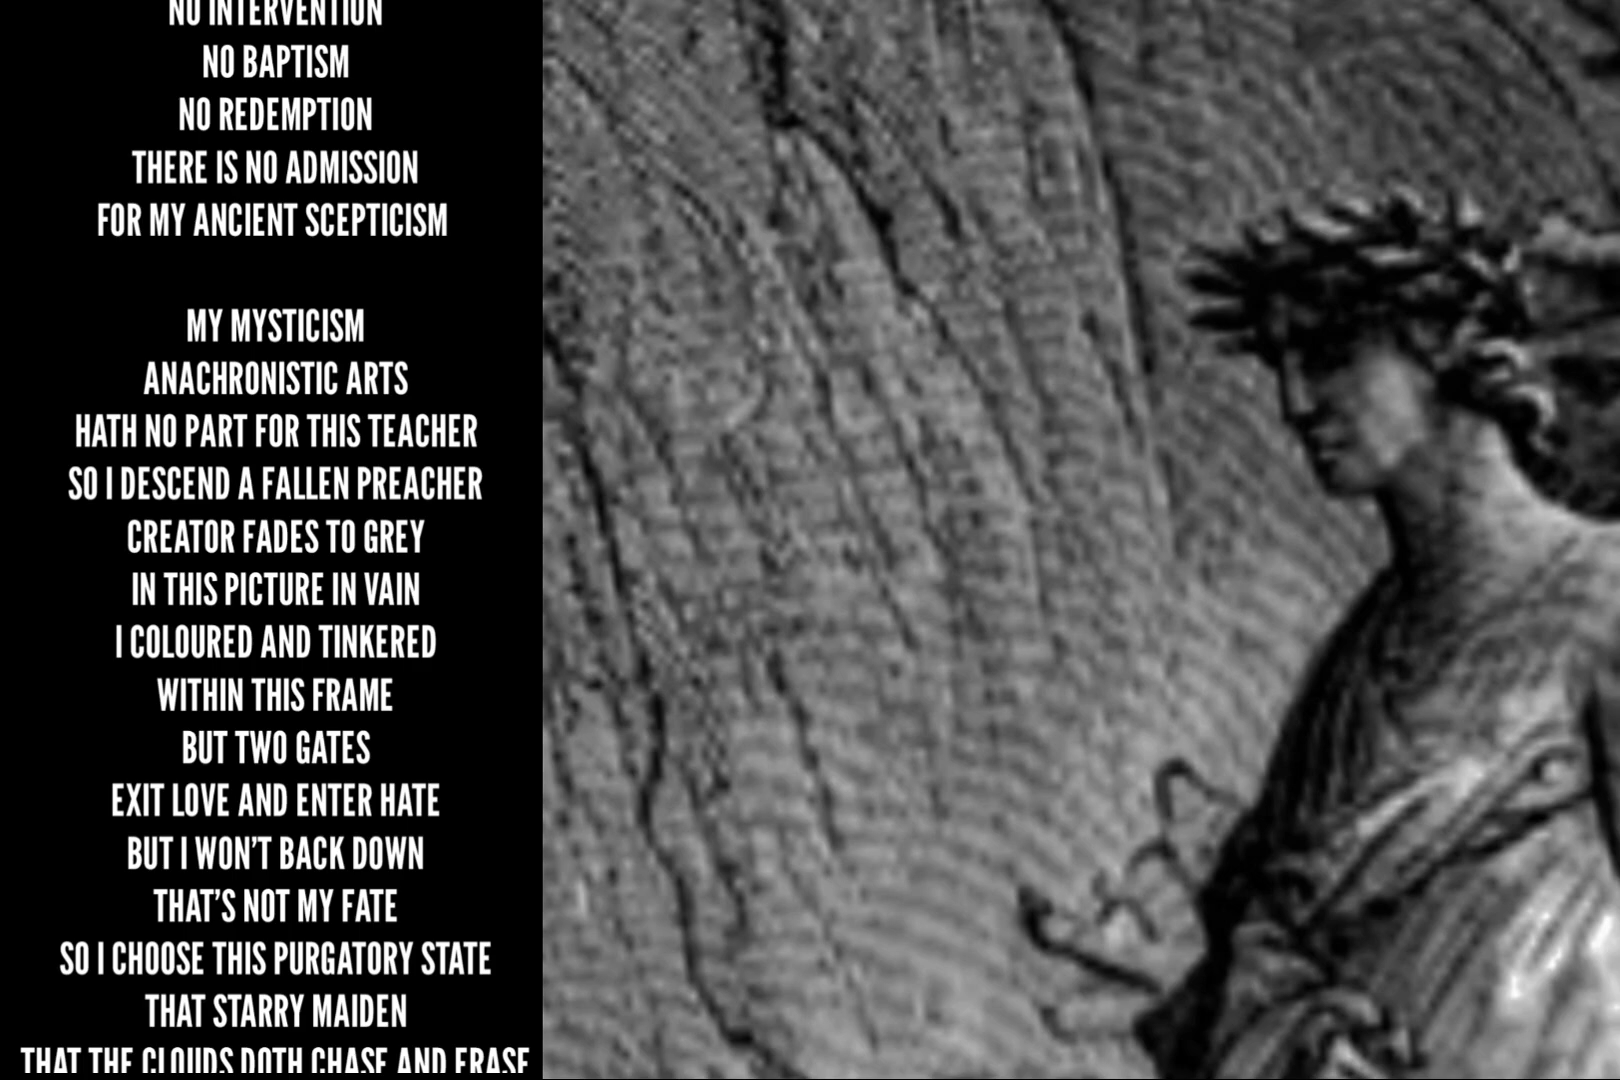 NO INTERVENTION
NO BAPTISM
NO REDEMPTION
THERE IS NO ADMISSION
FOR MY ANCIENT SCEPTICISM
MY MYSTICISM
ANACHRONISTIC ARTS
HATH NO PART FOR THIS TEACHER
SO I DESCEND A FALLEN PREACHER
CREATOR FADES TO GREY
IN THIS PICTURE IN VAIN
I COLOURED AND TINKERED
WITHIN THIS FRAME
BUT TWO GATES
EXIT LOVE AND ENTER HATE
BUT I WON'T BACK DOWN
THAT'S NOT MY FATE
SO I CHOOSE THIS PURGATORY STATE
THAT STARRY MAIDEN
THAT THE CLOUDS DOTH CHASE AND ERASE